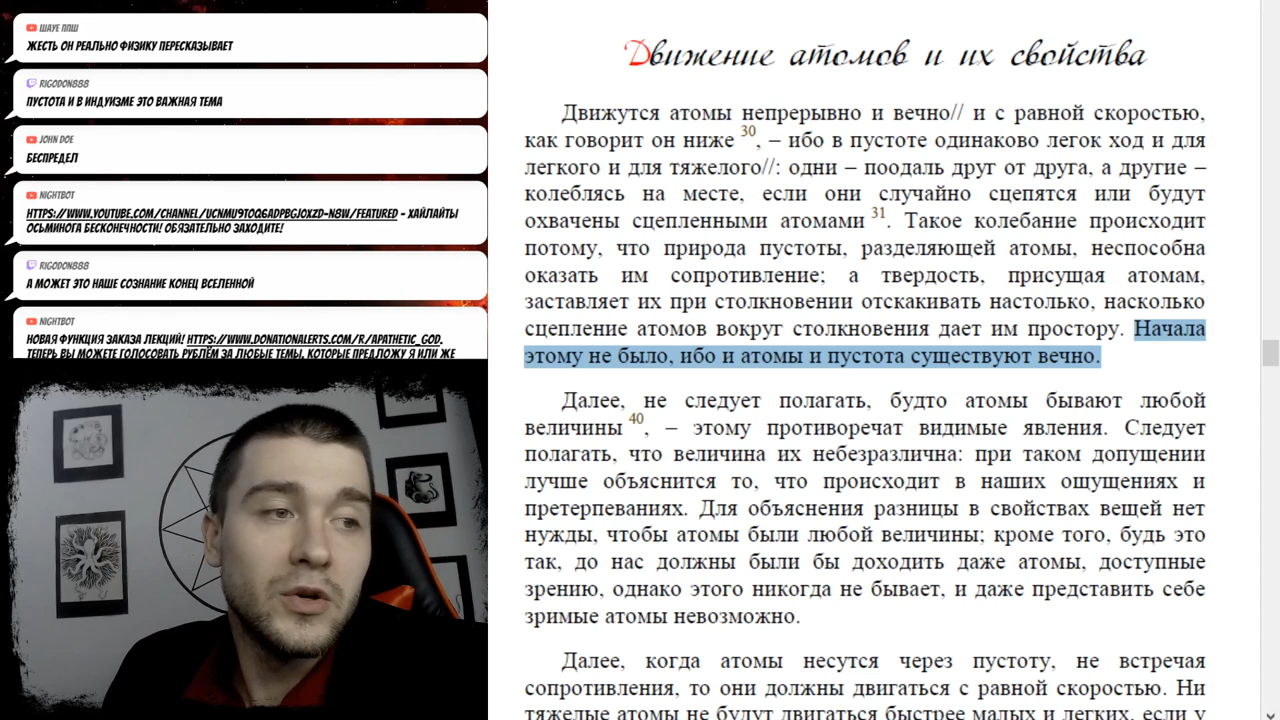 ШАУЕ ППШ
ЖЕСТЬ ОН РЕАЛЬНО ФИЗИКУ ПЕРЕСКАЗЫВАЕТ
RIGODON888
ПУСТОТА И В ИНДУИЗМЕ ЭТО ВАЖНАЯ ТЕМА
JOHN DOE
БЕСПРЕДЕЛ
NIGHTBOT
HTTPS://WWW.YOUTUBE.COM/CHANNEL/UCNMU9TOQ6ADPBGJOXZD-N8W/FEATURED - ХАЙЛАЙТЫ
ОСЬМИНОГА БЕСКОНЕЧНОСТИ! ОБЯЗАТЕЛЬНО ЗАХОДИТЕ!
RIGODON888
А МОЖЕТ ЭТО НАШЕ СОЗНАНИЕ КОНЕЦ ВСЕЛЕННОЙ
NIGHTBOT
НОВАЯ ФУНКЦИЯ ЗАКАЗА ЛЕКЦИЙ! HTTPS://WWW.DONATIONALERTS.COM/R/APATHETIC_GOD.
ТЕПЕРЬ ВЫ МОЖЕТЕ ГОЛОСОВАТЬ РУБЛЁМ ЗА ЛЮБЫЕ ТЕМЫ, КОТОРЫЕ ПРЕДЛОЖУ Я ИЛИ ЖЕ
Движение атомов и их свойства
Движутся атомы непрерывно и вечно// и с равной скоростью,
как говорит он ниже 30, – ибо в пустоте одинаково легок ход и для
легкого и для тяжелого//: одни – поодаль друг от друга, а другие –
колеблясь на месте, если они случайно сцепятся или будут
охвачены сцепленными атомами 31. Такое колебание происходит
потому, что природа пустоты, разделяющей атомы, неспособна
оказать им сопротивление; а твердость, присущая атомам,
заставляет их при столкновении отскакивать настолько, насколько
сцепление атомов вокруг столкновения дает им простору. Начала
этому не было, ибо и атомы и пустота существуют вечно.
Далее, не следует полагать, будто атомы бывают любой
величины 40, – этому противоречат видимые явления. Следует
полагать, что величина их небезразлична: при таком допущении
лучше объяснится то, что происходит в наших ощущениях и
претерпеваниях. Для объяснения разницы в свойствах вещей нет
нужды, чтобы атомы были любой величины; кроме того, будь это
так, до нас должны были бы доходить даже атомы, доступные
зрению, однако этого никогда не бывает, и даже представить себе
зримые атомы невозможно.
Далее, когда атомы несутся через пустоту, не встречая
сопротивления, то они должны двигаться с равной скоростью. Ни
тяжелые атомы не будут двигаться быстрее малых и легких, если у